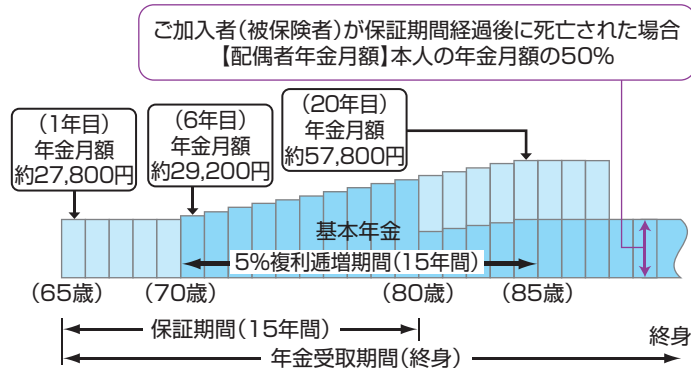 ご加入者(被保険者)が保証期間経過後に死亡された場合
【配偶者年金月額】本人の年金月額の50%
(1年目)
年金月額
約27,800円
(6年目)
年金月額
約29,200円
(20年目)
年金月額
約57,800円
基本年金
5%複利逓増期間(15年間)
(65歳)
(70歳)
(80歳)
(85歳)
保証期間(15年間)
終身
年金受取期間(終身)